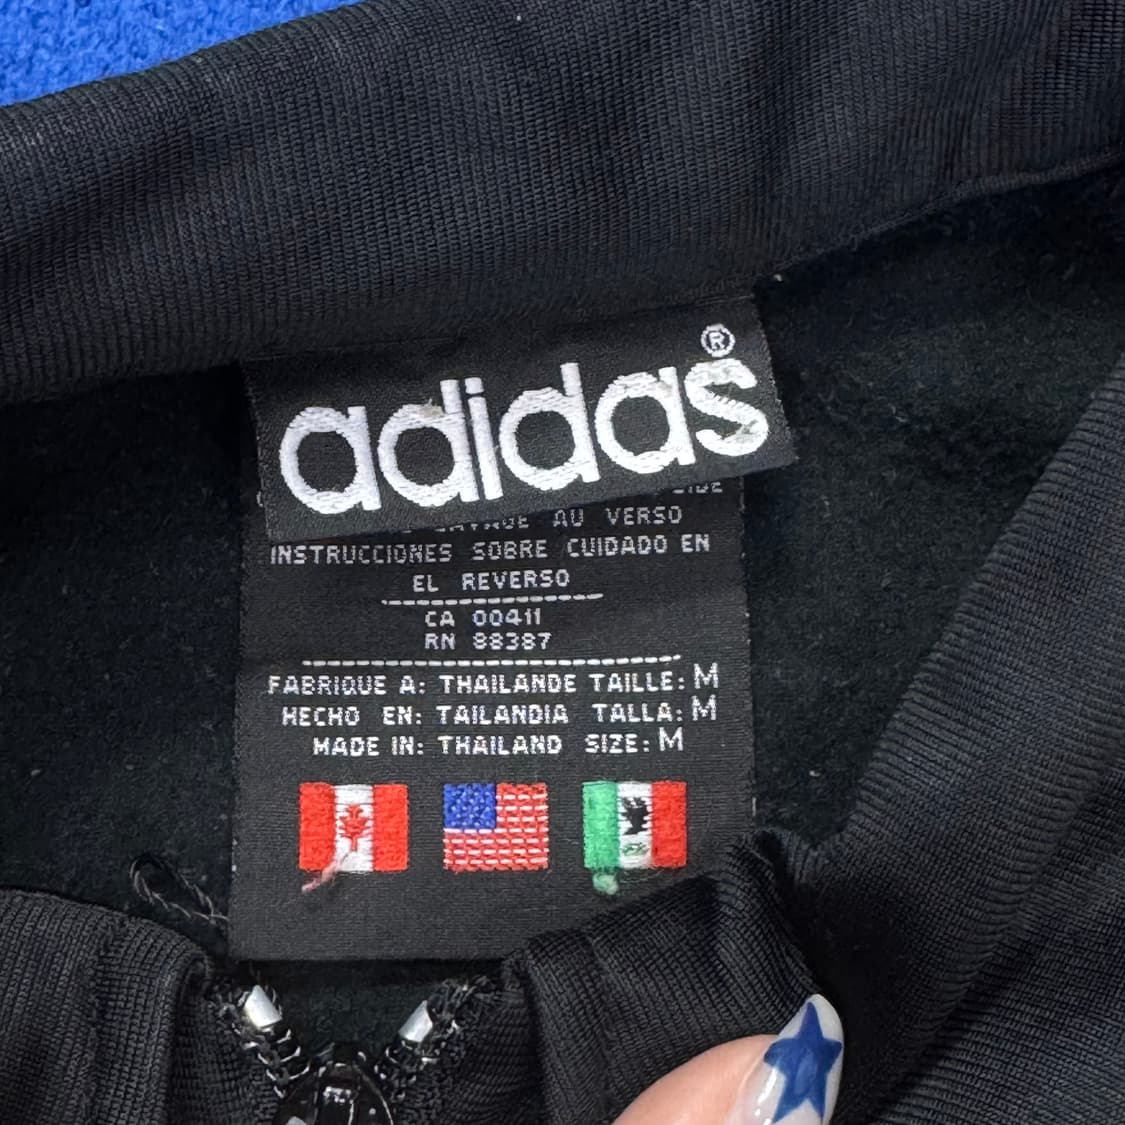 adidas®
AU VERSO
INSTRUCCIONES SOBRE CUIDADO EN
EL REVERSO
CA 00411
RN 88387
FABRIQUE A: THAILANDE TAILLE: M
HECHO EN: TAILANDIA TALLA: M
MADE IN: THAILAND SIZE: M